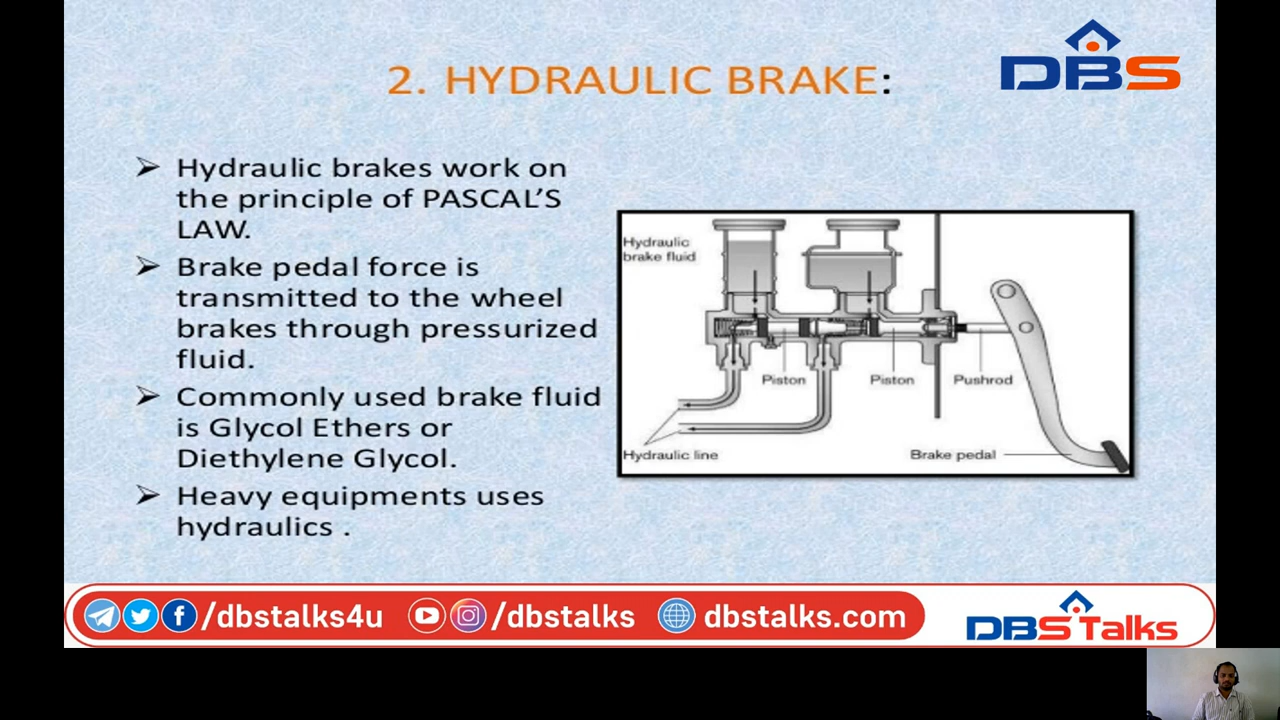 2. HYDRAULIC BRAKE:
DBS
➢ Hydraulic brakes work on
the principle of PASCAL’S
LAW.
➢ Brake pedal force is
transmitted to the wheel
brakes through pressurized
fluid.
➢ Commonly used brake fluid
is Glycol Ethers or
Diethylene Glycol.
➢ Heavy equipments uses
hydraulics .
Hydraulic
brake fluid
Piston
Piston
Pushrod
Hydraulic line
Brake pedal
/dbstalks4u
/dbstalks
dbstalks.com
DBS Talks